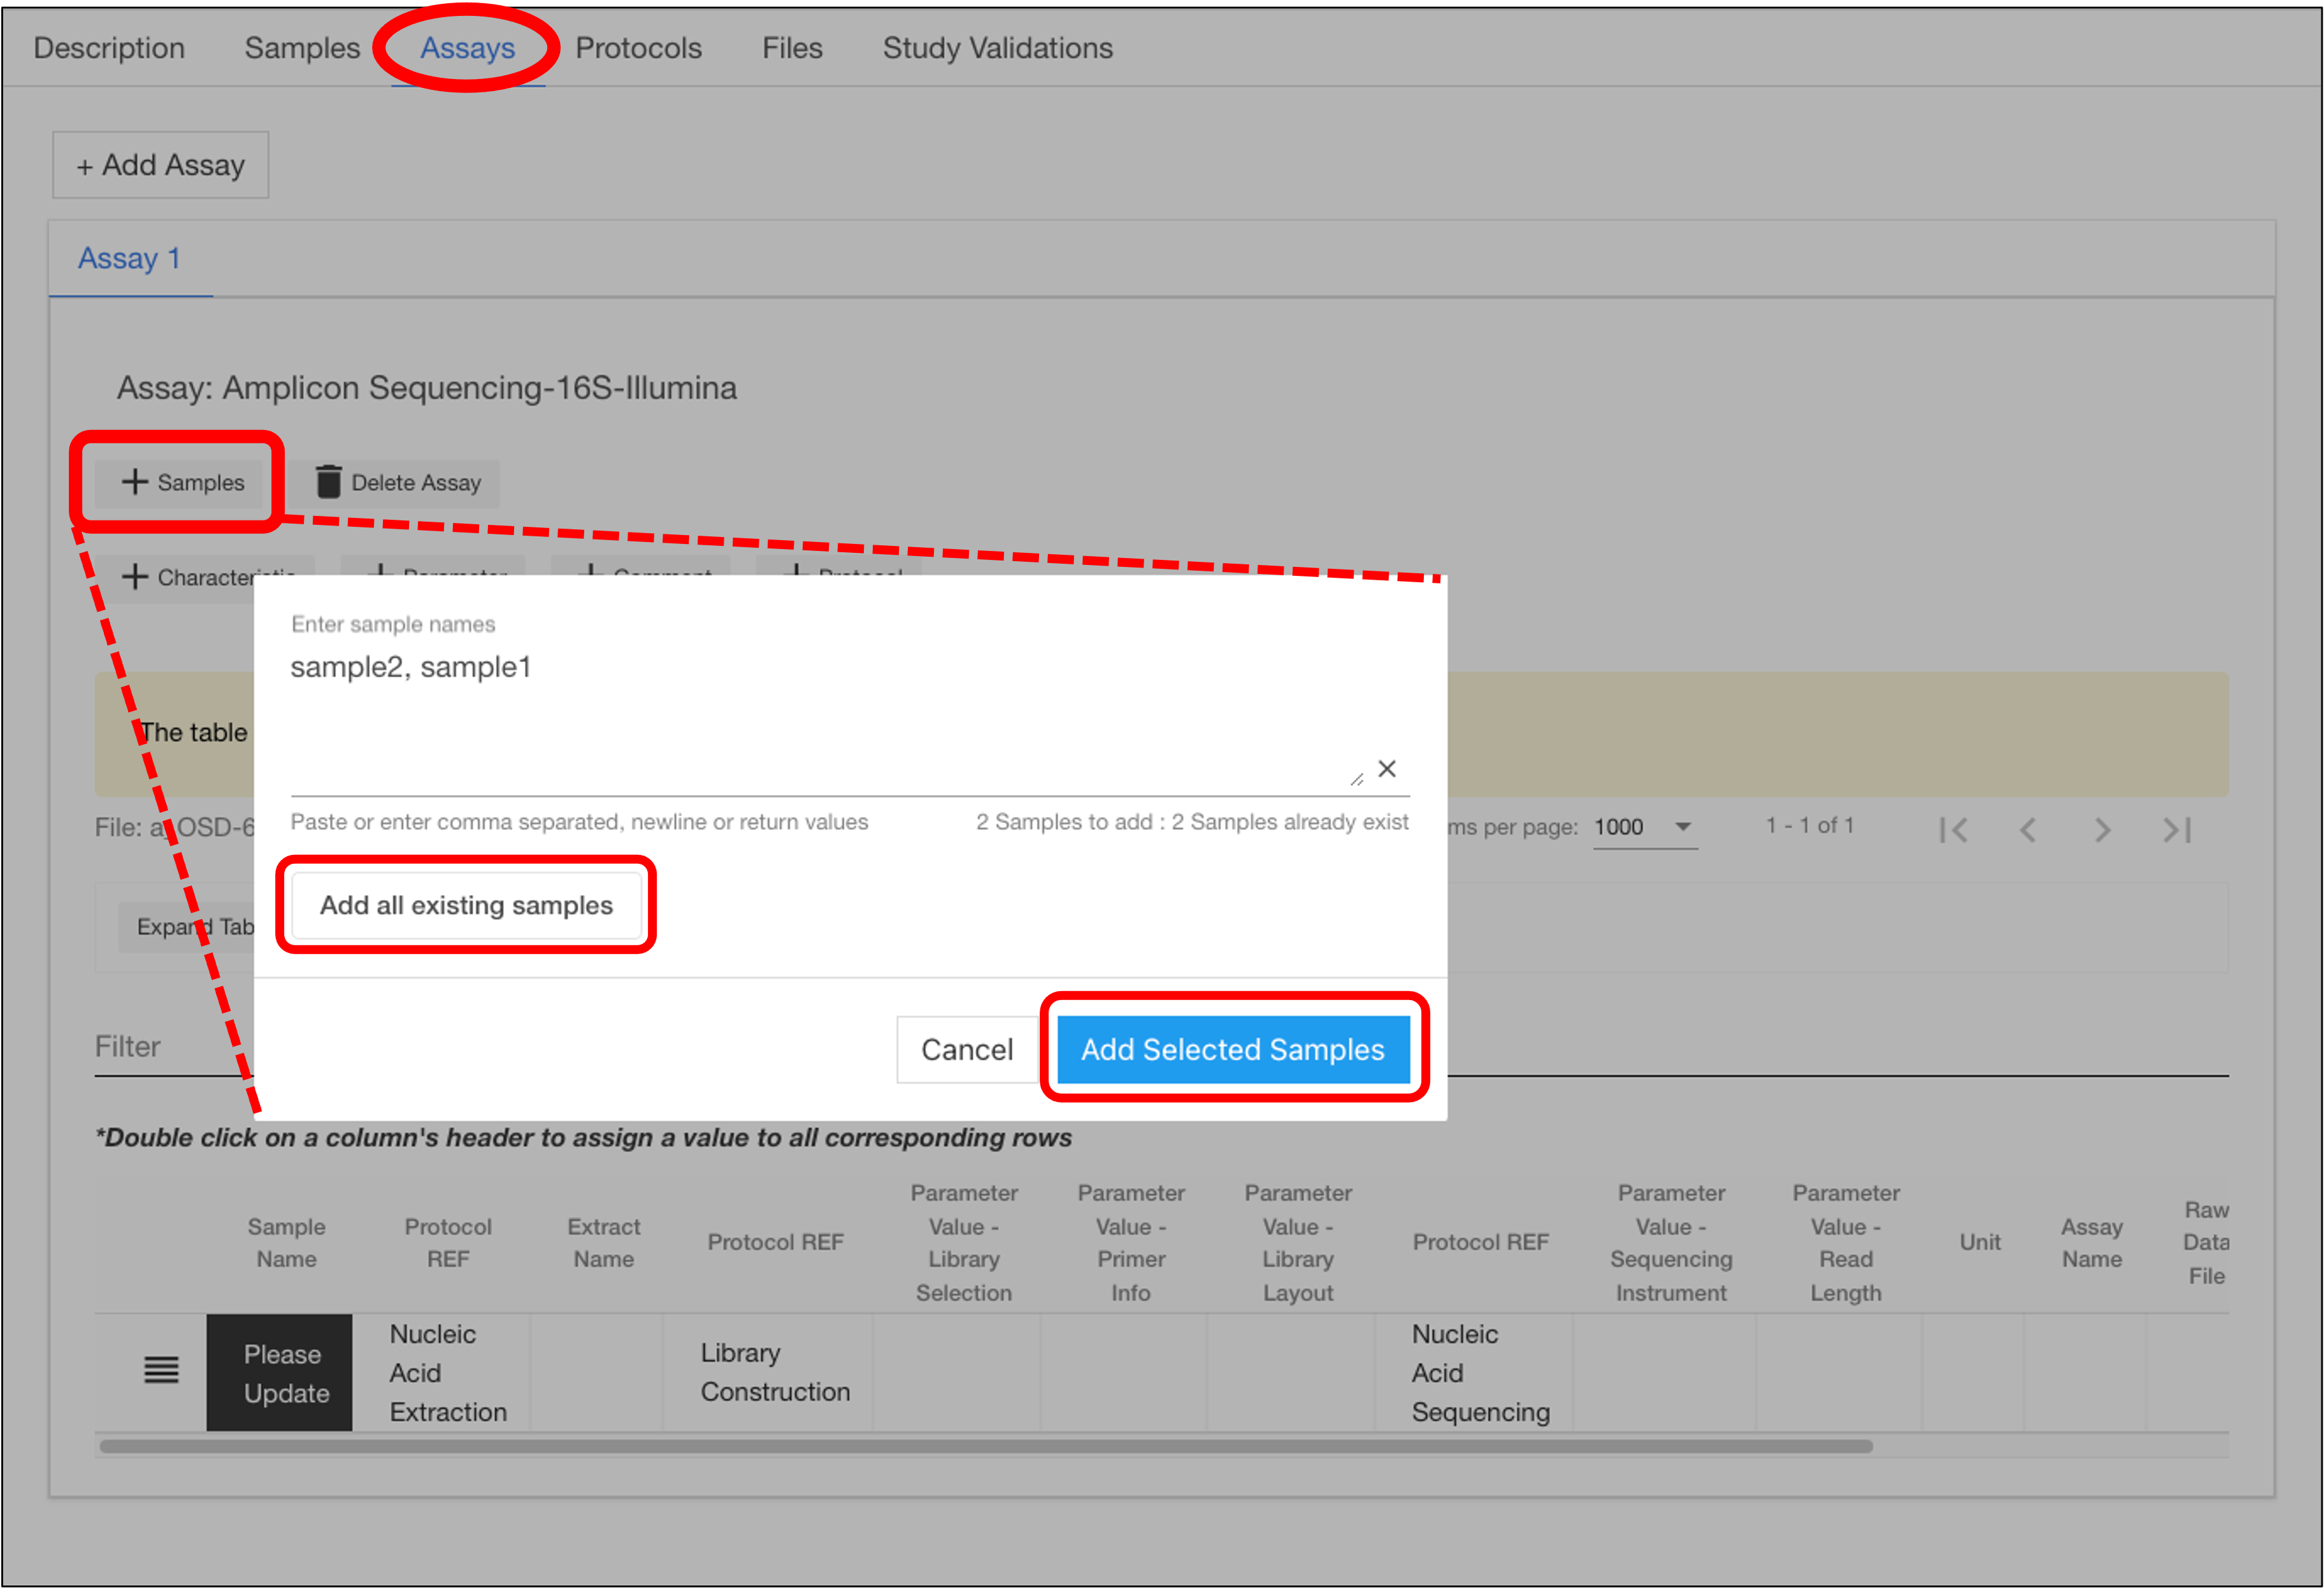 Description Samples Assays Protocols Files Study Validations
+ Add Assay
Assay 1
Assay: Amplicon Sequencing-16S-Illumina
+ Samples Delete Assay
+ Characteristic + Parameter + Comment + Protocol
Enter sample names
sample2, sample1
The table
Paste or enter comma separated, newline or return values 2 Samples to add : 2 Samples already exist
File: a_OSD-6 ms per page: 1000 1 - 1 of 1
Add all existing samples
Expand Tab
Cancel Add Selected Samples
Filter
*Double click on a column's header to assign a value to all corresponding rows
Sample Name
Protocol REF
Extract Name
Protocol REF
Parameter Value - Library Selection
Parameter Value - Primer Info
Parameter Value - Library Layout
Protocol REF
Parameter Value - Sequencing Instrument
Parameter Value - Read Length
Unit
Assay Name
Raw Data File
Please Update
Nucleic Acid Extraction
Library Construction
Nucleic Acid Sequencing